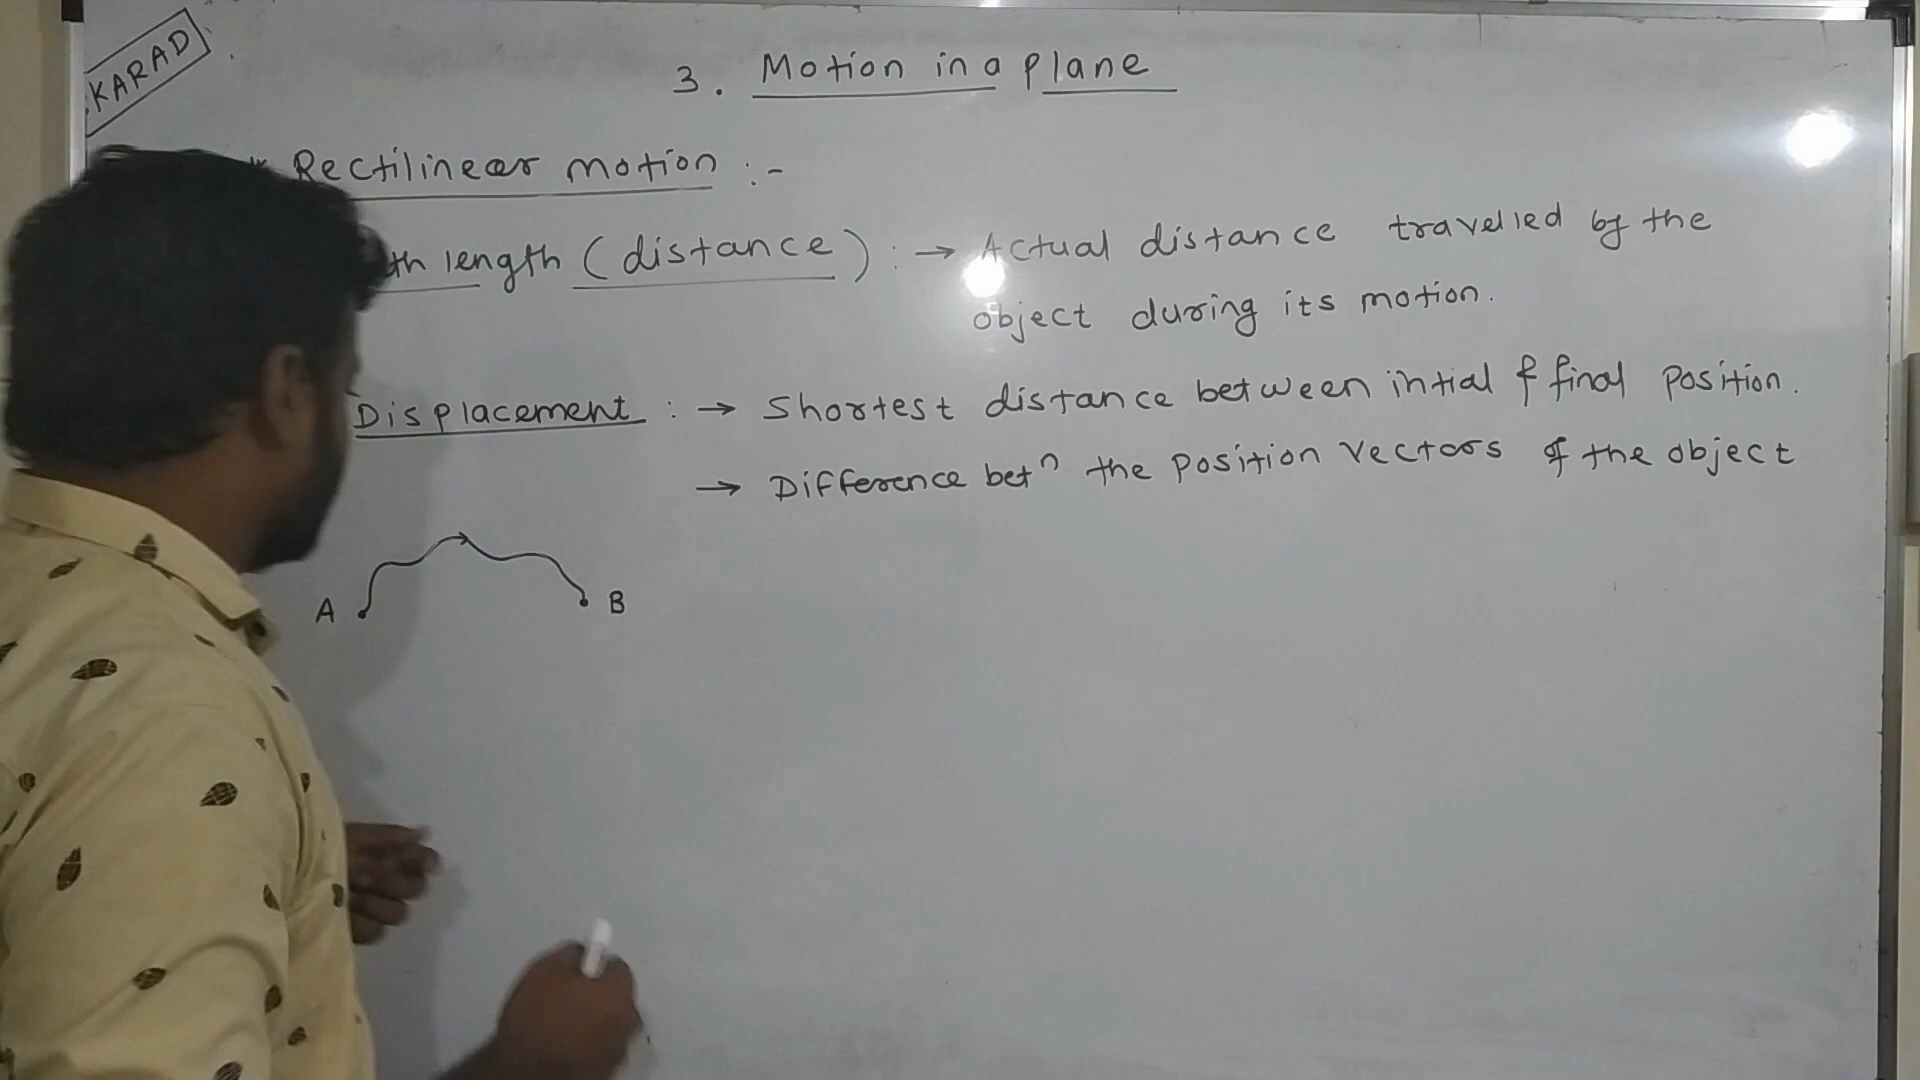 KARAD
3. Motion in a plane
* Rectilinear motion :-
th length (distance) : → Actual distance travelled by the
object during its motion.
Displacement : → Shortest distance between intial & final position.
→ Difference betⁿ the position vectors of the object
A B